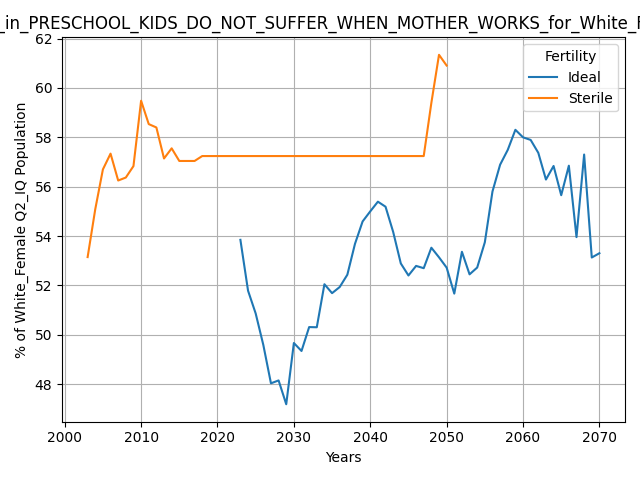 _in_PRESCHOOL_KIDS_DO_NOT_SUFFER_WHEN_MOTHER_WORKS_for_White_F
62
60
58
56
54
52
50
48
% of White_Female Q2_IQ Population
Fertility
Ideal
Sterile
2000 2010 2020 2030 2040 2050 2060 2070
Years